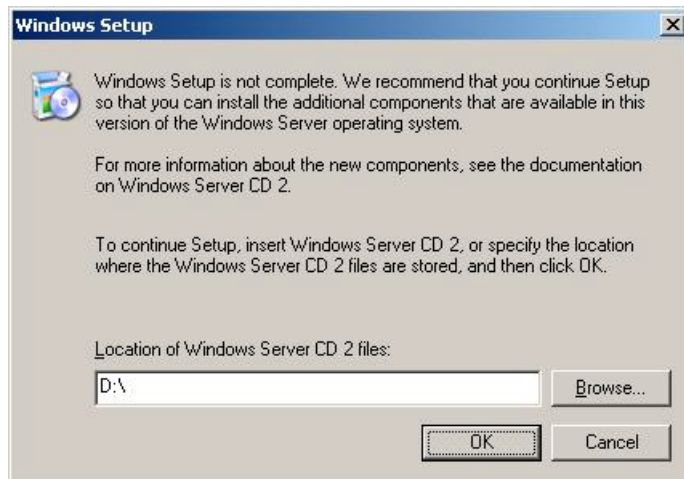 Windows Setup
Windows Setup is not complete. We recommend that you continue Setup
so that you can install the additional components that are available in this
version of the Windows Server operating system.
For more information about the new components, see the documentation
on Windows Server CD 2.
To continue Setup, insert Windows Server CD 2, or specify the location
where the Windows Server CD 2 files are stored, and then click OK.
Location of Windows Server CD 2 files:
D:\
Browse...
OK
Cancel